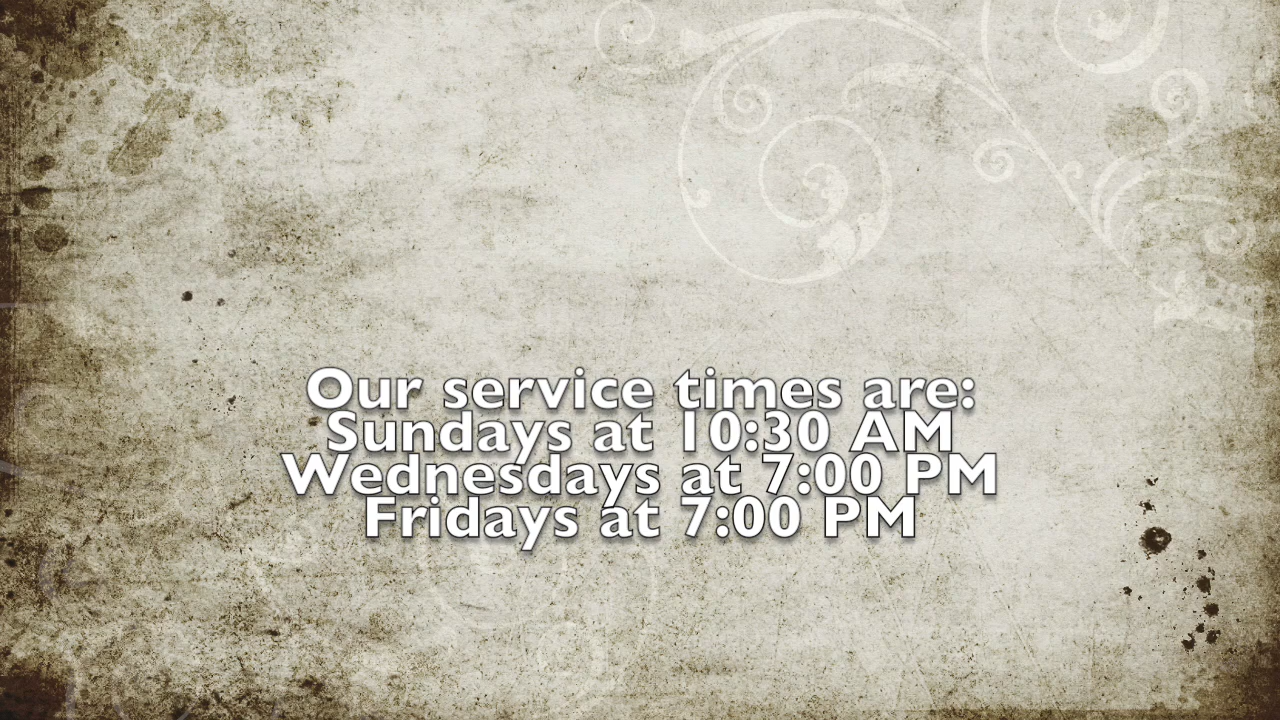 Our service times are:
Sundays at 10:30 AM
Wednesdays at 7:00 PM
Fridays at 7:00 PM